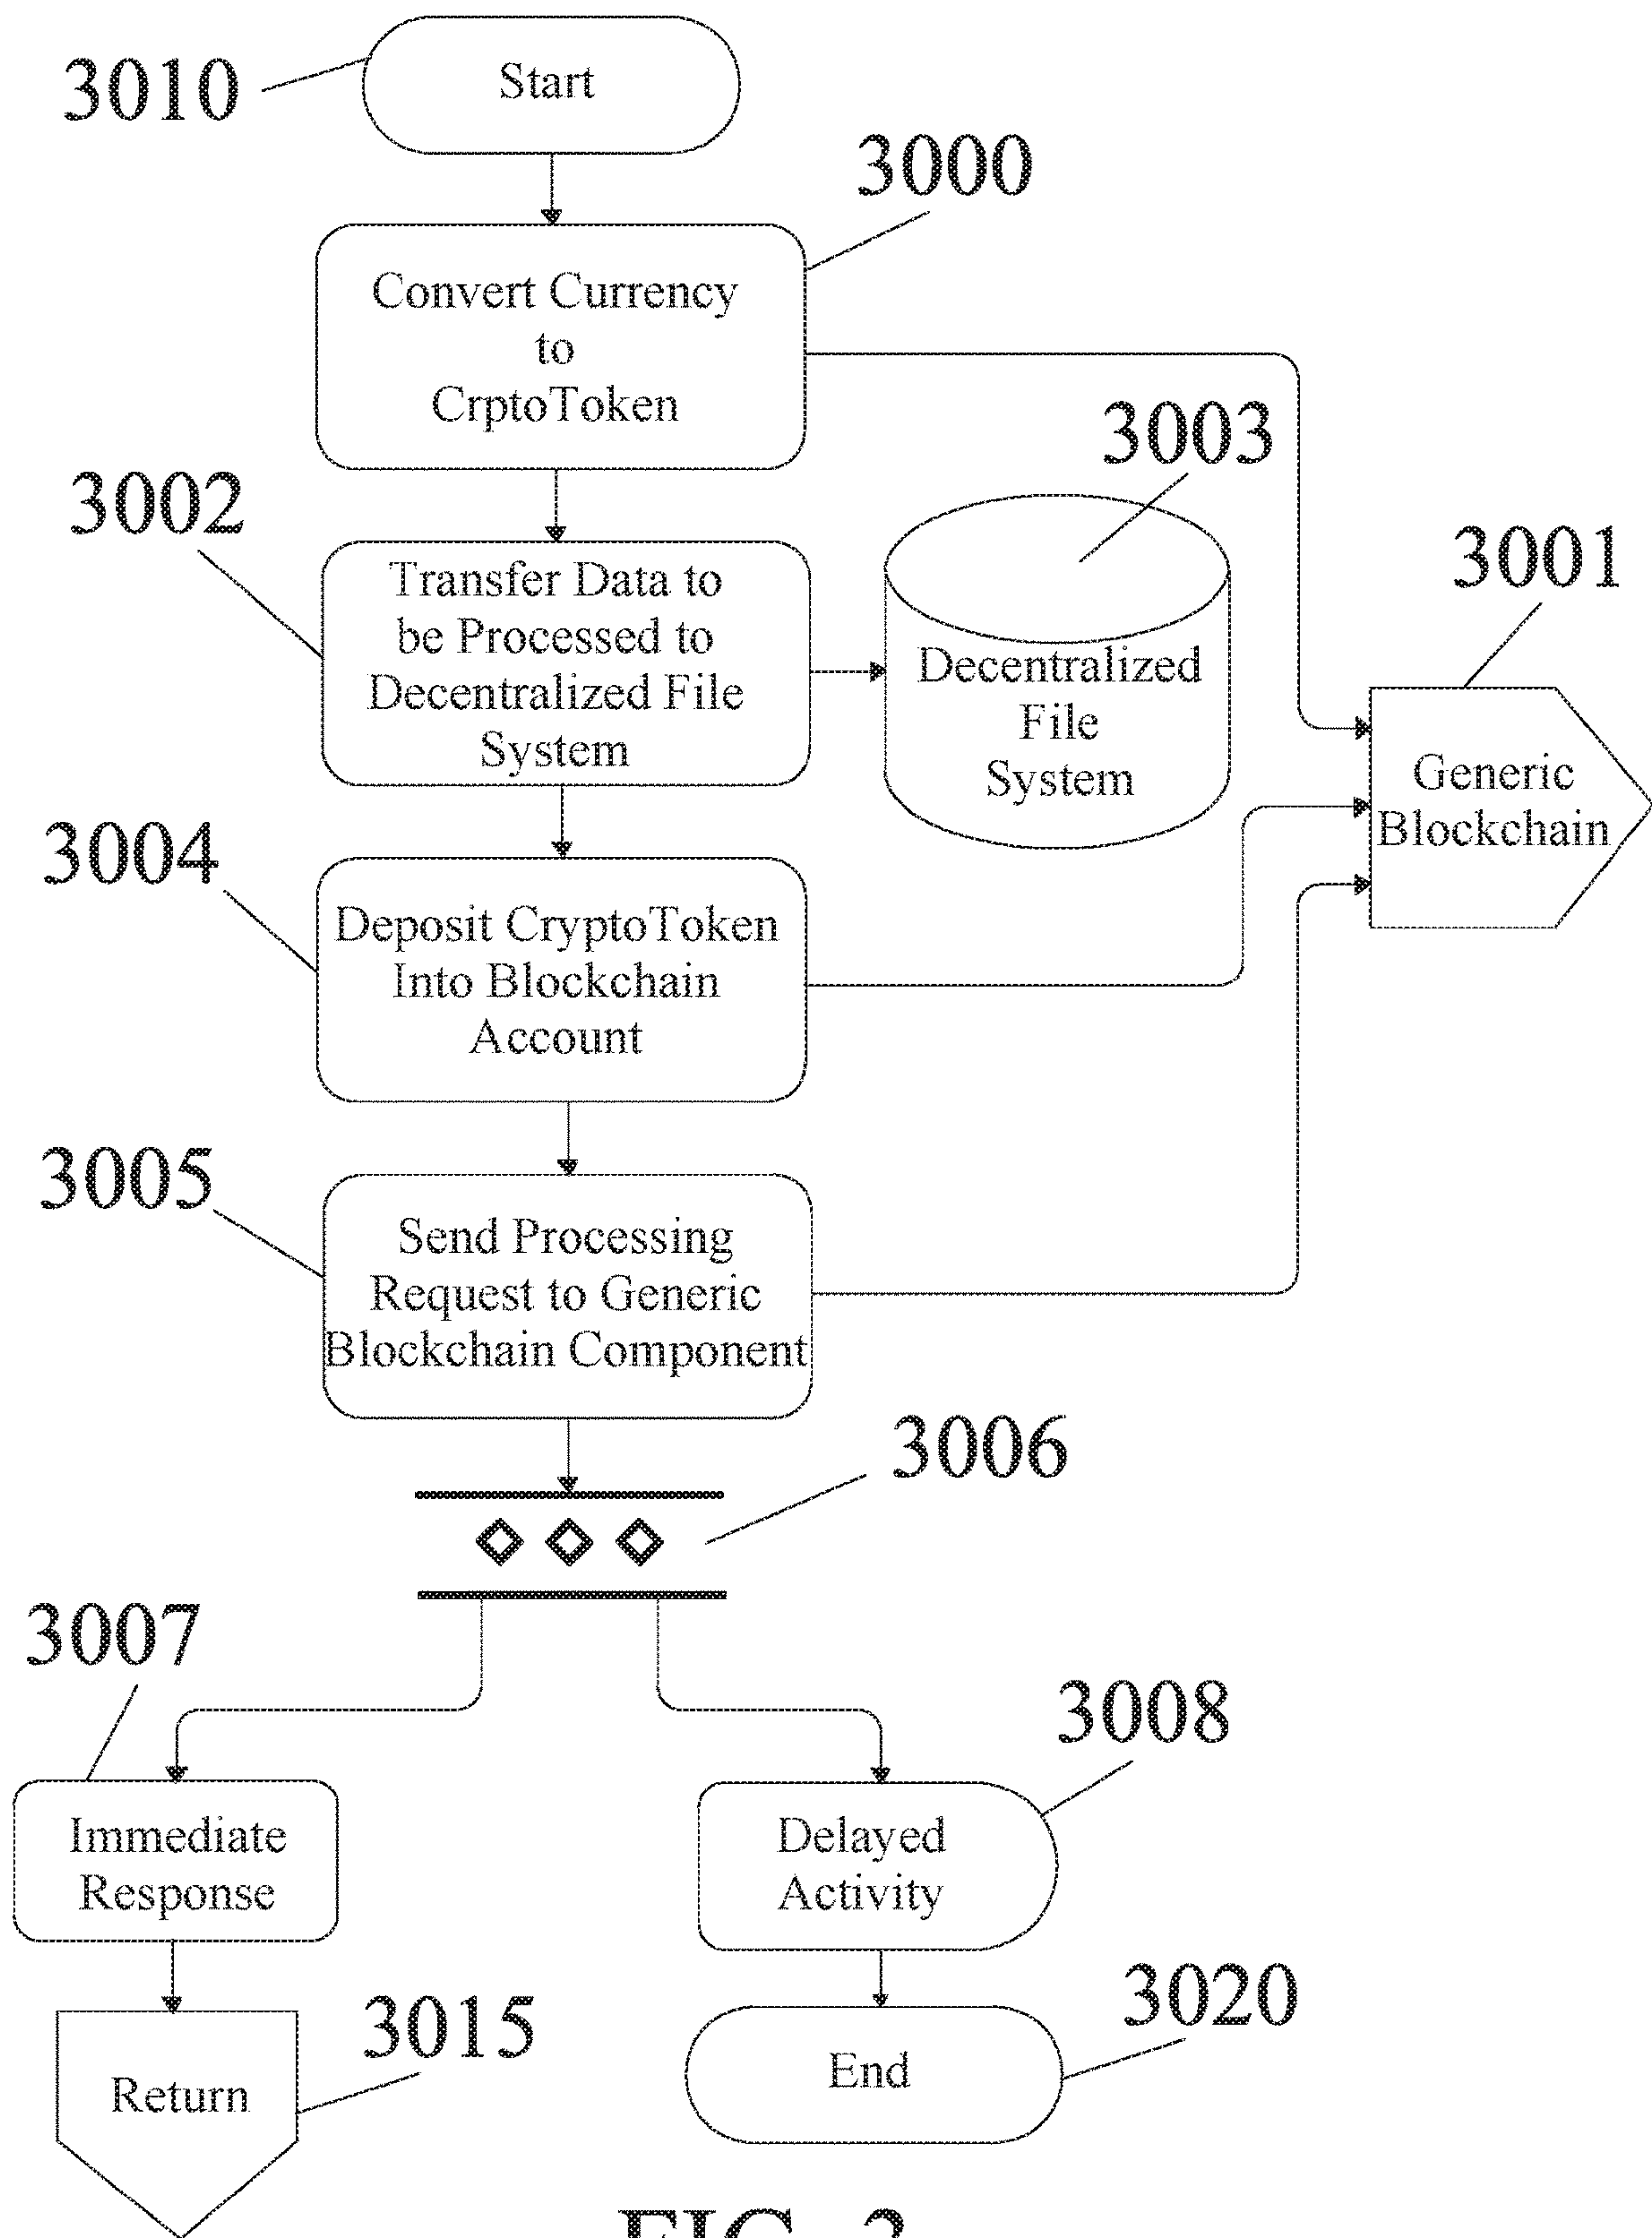 3010
Start
3000
Convert Currency
to
CrptoToken
3003
3002
Transfer Data to
be Processed to
Decentralized File
System
Decentralized
File
System
3001
Generic
Blockchain
3004
Deposit CryptoToken
Into Blockchain
Account
3005
Send Processing
Request to Generic
Blockchain Component
3006
3007
Immediate
Response
3008
Delayed
Activity
3015
Return
3020
End
FIG. 3